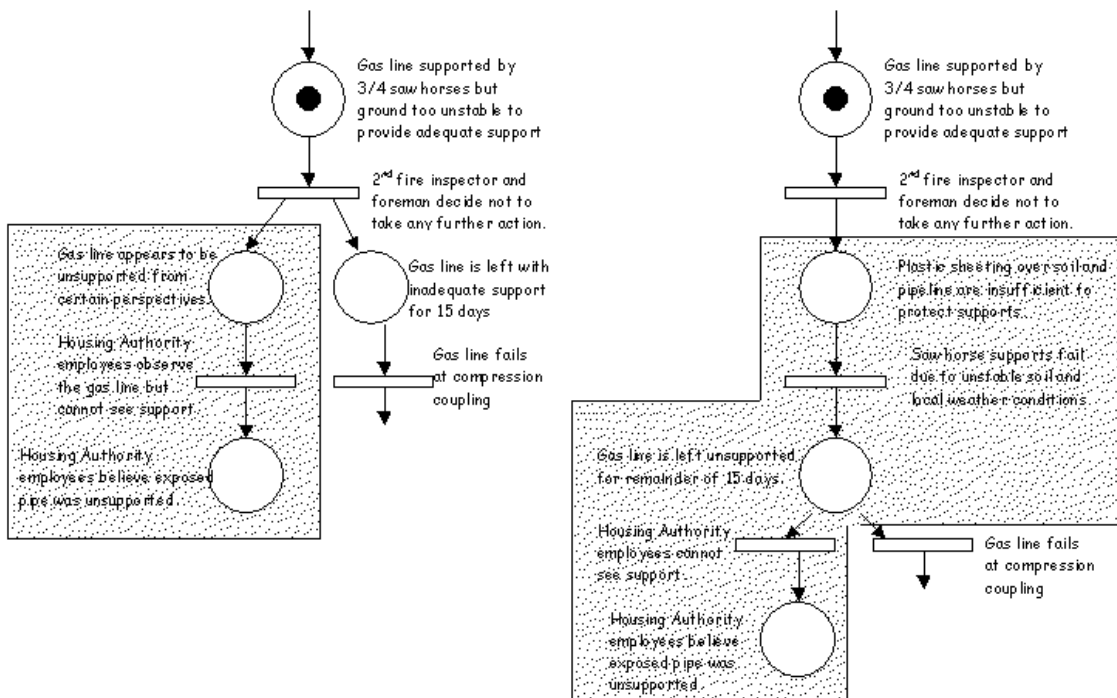 Gas line supported by
3/4 saw horses but
ground too unstable to
provide adequate support
2nd fire inspector and
foreman decide not to
take any further action.
Gas line appears to be
unsupported from
certain perspectives.
Gas line is left with
inadequate support
for 15 days
Housing Authority
employees observe
the gas line but
cannot see support.
Gas line fails
at compression
coupling
Housing Authority
employees believe exposed
pipe was unsupported.
Gas line supported by
3/4 saw horses but
ground too unstable to
provide adequate support
2nd fire inspector and
foreman decide not to
take any further action.
Plastic sheeting over soil and
pipeline are insufficient to
protect supports.
Saw horse supports fail
due to unstable soil and
local weather conditions.
Gas line is left unsupported
for remainder of 15 days.
Housing Authority
employees cannot
see support.
Gas line fails
at compression
coupling
Housing Authority
employees believe
exposed pipe was
unsupported.